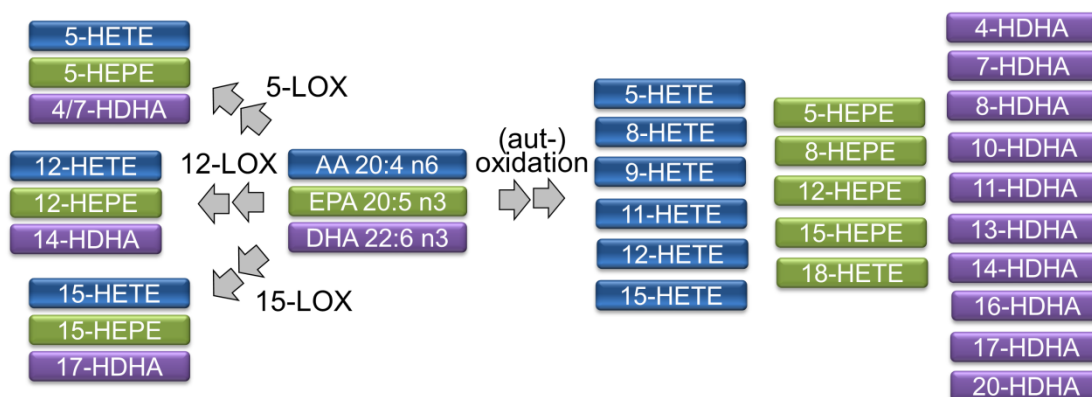 5-HETE
5-HEPE
4/7-HDHA
5-LOX
12-HETE
12-HEPE
14-HDHA
12-LOX
AA 20:4 n6
EPA 20:5 n3
DHA 22:6 n3
15-HETE
15-HEPE
17-HDHA
15-LOX
(aut-)
oxidation
5-HETE
8-HETE
9-HETE
11-HETE
12-HETE
15-HETE
5-HEPE
8-HEPE
12-HEPE
15-HEPE
18-HETE
4-HDHA
7-HDHA
8-HDHA
10-HDHA
11-HDHA
13-HDHA
14-HDHA
16-HDHA
17-HDHA
20-HDHA